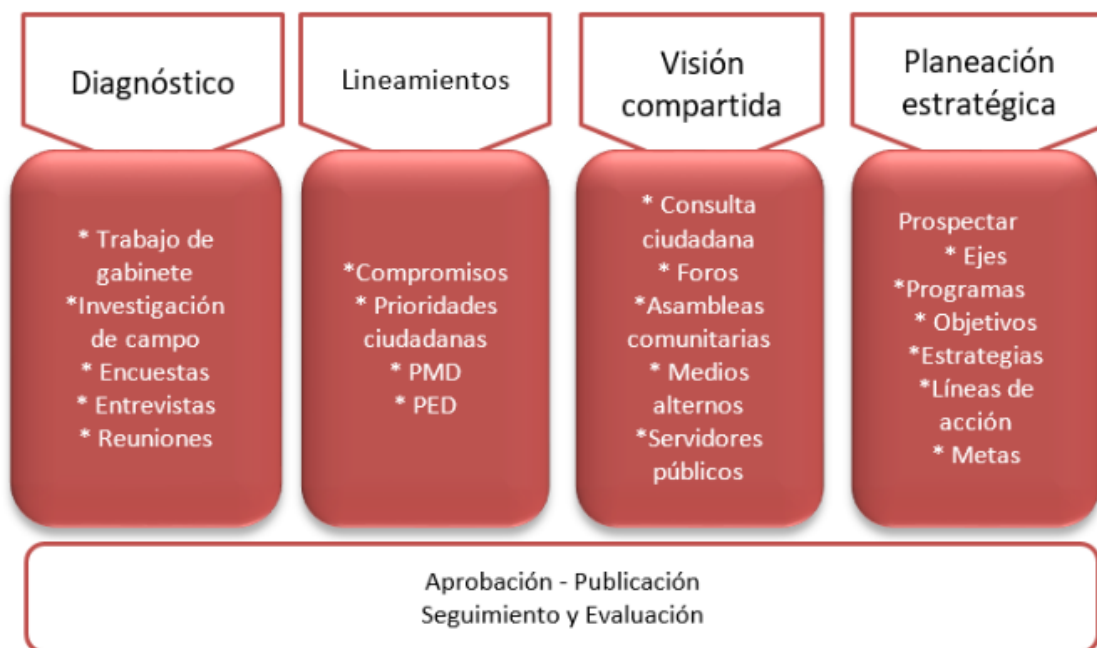 Diagnóstico
* Trabajo de
gabinete
*Investigación
de campo
* Encuestas
* Entrevistas
* Reuniones
Lineamientos
*Compromisos
* Prioridades
ciudadanas
* PMD
* PED
Visión
compartida
* Consulta
ciudadana
* Foros
*Asambleas
comunitarias
* Medios
alternos
*Servidores
públicos
Planeación
estratégica
Prospectar
* Ejes
*Programas
* Objetivos
*Estrategias
*Líneas de
acción
* Metas
Aprobación - Publicación
Seguimiento y Evaluación